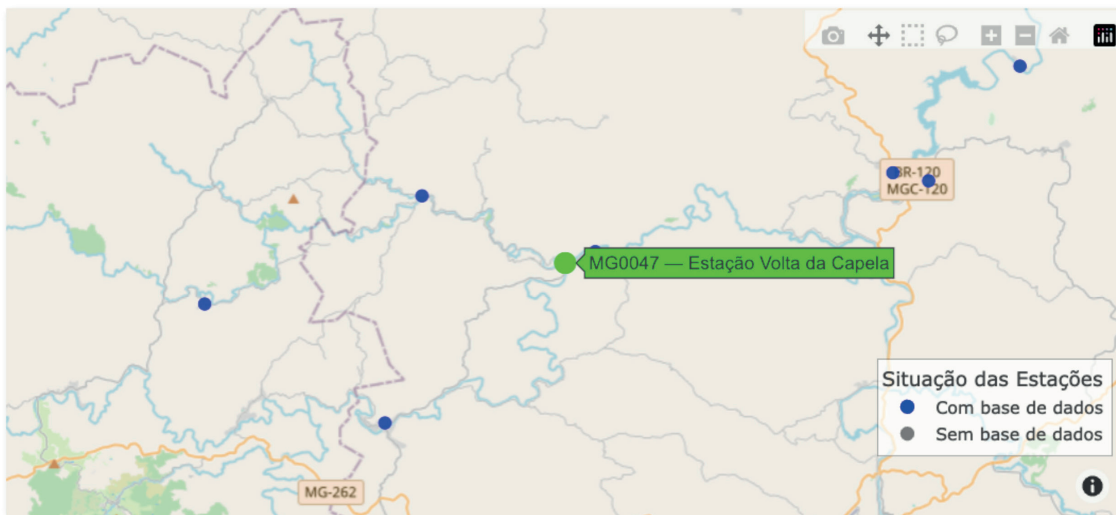 BR-120
MGC-120
MG0047 — Estação Volta da Capela
Situação das Estações
Com base de dados
Sem base de dados
MG-262